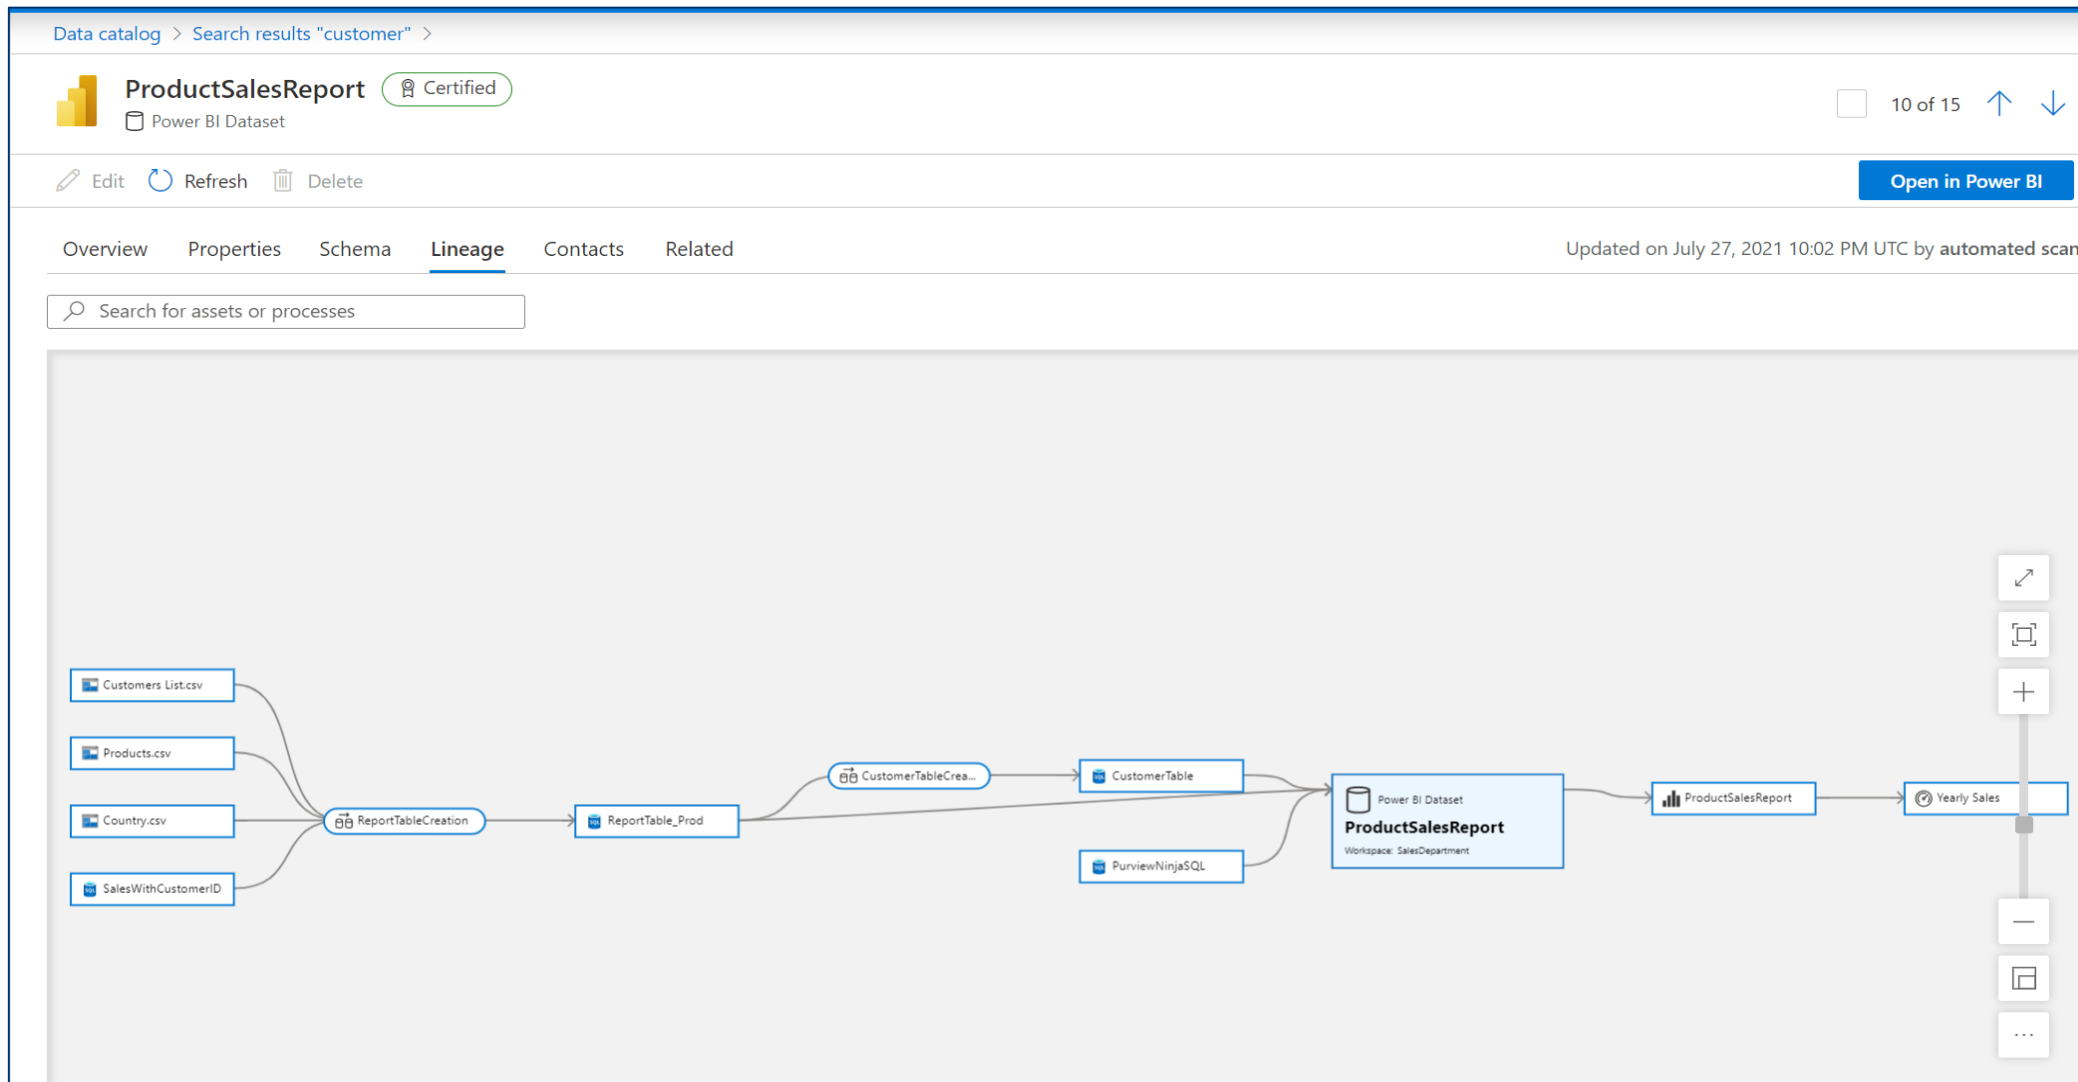 Data catalog > Search results "customer" >
ProductSalesReport Certified
Power BI Dataset
10 of 15
Edit Refresh Delete
Open in Power BI
Overview Properties Schema Lineage Contacts Related
Updated on July 27, 2021 10:02 PM UTC by automated scan
Search for assets or processes
Customers List.csv
Products.csv
Country.csv
SalesWithCustomerID
ReportTableCreation
ReportTable_Prod
CustomerTableCrea...
CustomerTable
PurviewNinjaSQL
Power BI Dataset
ProductSalesReport
Workspace: SalesDepartment
ProductSalesReport
Yearly Sales